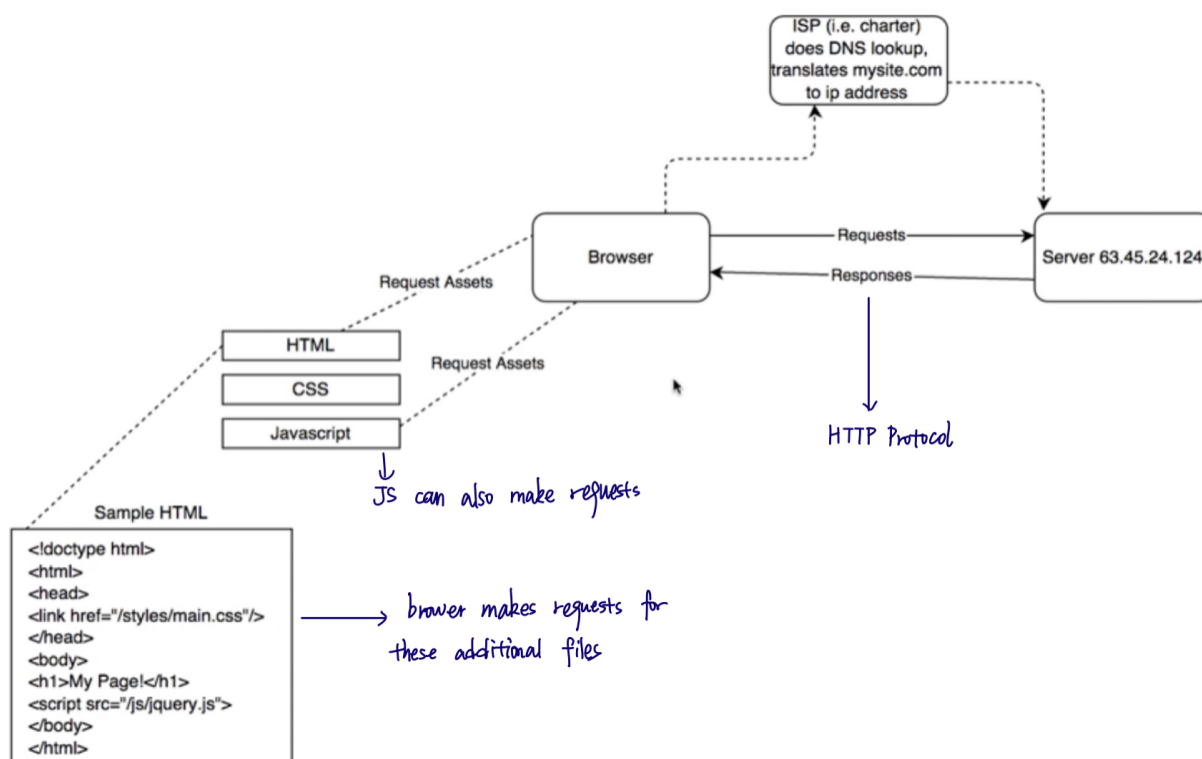 ISP (i.e. charter)
does DNS lookup,
translates mysite.com
to ip address
Browser
Requests
Responses
Server 63.45.24.124
Request Assets
HTML
Request Assets
CSS
Javascript
HTTP Protocol
JS can also make requests
Sample HTML
<!doctype html>
<html>
<head>
<link href="/styles/main.css"/>
</head>
<body>
<h1>My Page!</h1>
<script src="/js/jquery.js">
</body>
</html>
brower makes requests for
these additional files